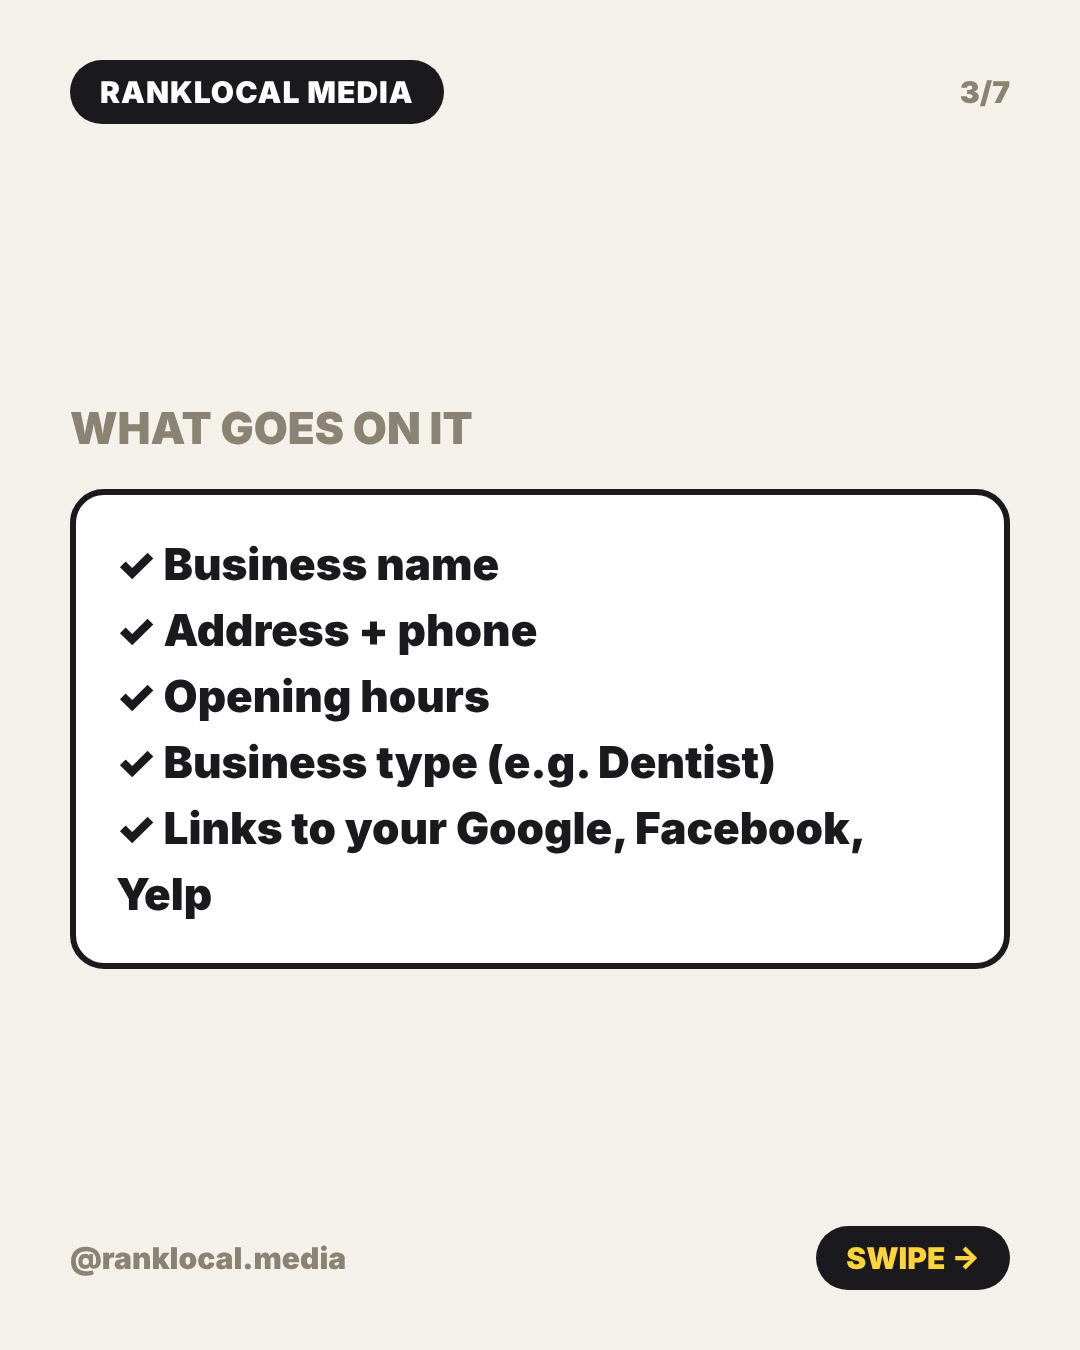 RANKLOCAL MEDIA
3/7
WHAT GOES ON IT
✓ Business name
✓ Address + phone
✓ Opening hours
✓ Business type (e.g. Dentist)
✓ Links to your Google, Facebook,
Yelp
@ranklocal.media
SWIPE →